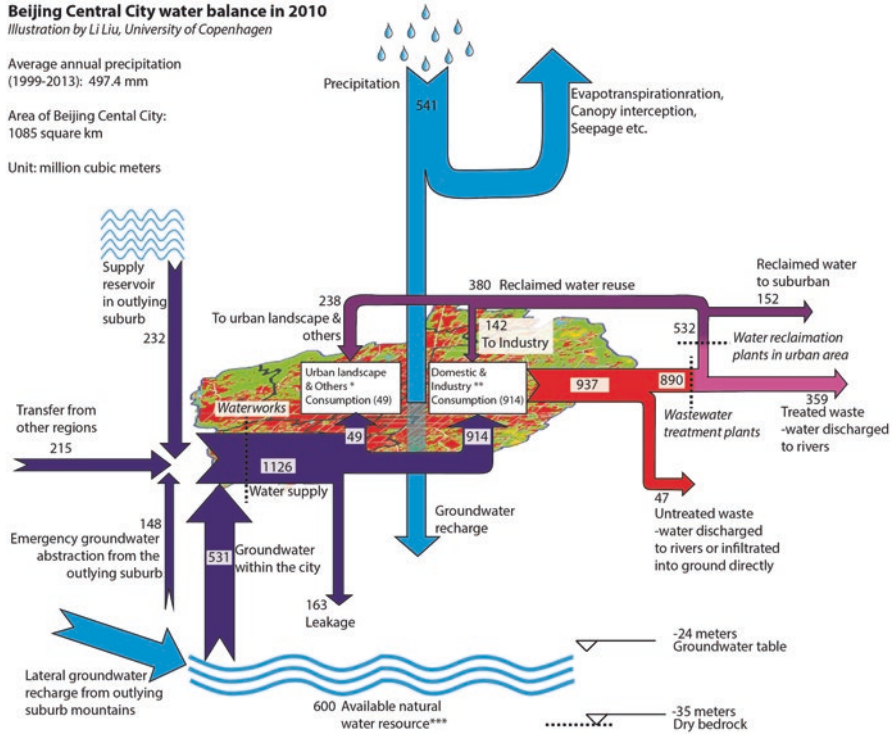 Beijing Central City water balance in 2010
Illustration by Li Liu, University of Copenhagen
Average annual precipitation
(1999-2013): 497.4 mm
Area of Beijing Cental City:
1085 square km
Unit: million cubic meters
Precipitation
541
Evapotranspirationration,
Canopy interception,
Seepage etc.
Supply
reservoir
in outlying
suburb
232
238
To urban landscape &
others
380 Reclaimed water reuse
142
To Industry
Reclaimed water
to suburban
152
532
Water reclaimation
plants in urban area
Urban landscape
& Others *
Consumption (49)
Domestic &
Industry **
Consumption (914)
937
890
359
Treated waste
-water discharged
to rivers
Wastewater
treatment plants
Waterworks
Transfer from
other regions
215
49
914
1126
Water supply
47
Untreated waste
-water discharged
to rivers or infiltrated
into ground directly
Groundwater
recharge
148
Emergency groundwater
abstraction from the
outlying suburb
531
Groundwater
within the city
163
Leakage
Lateral groundwater
recharge from outlying
suburb mountains
600 Available natural
water resource***
-24 meters
Groundwater table
-35 meters
Dry bedrock